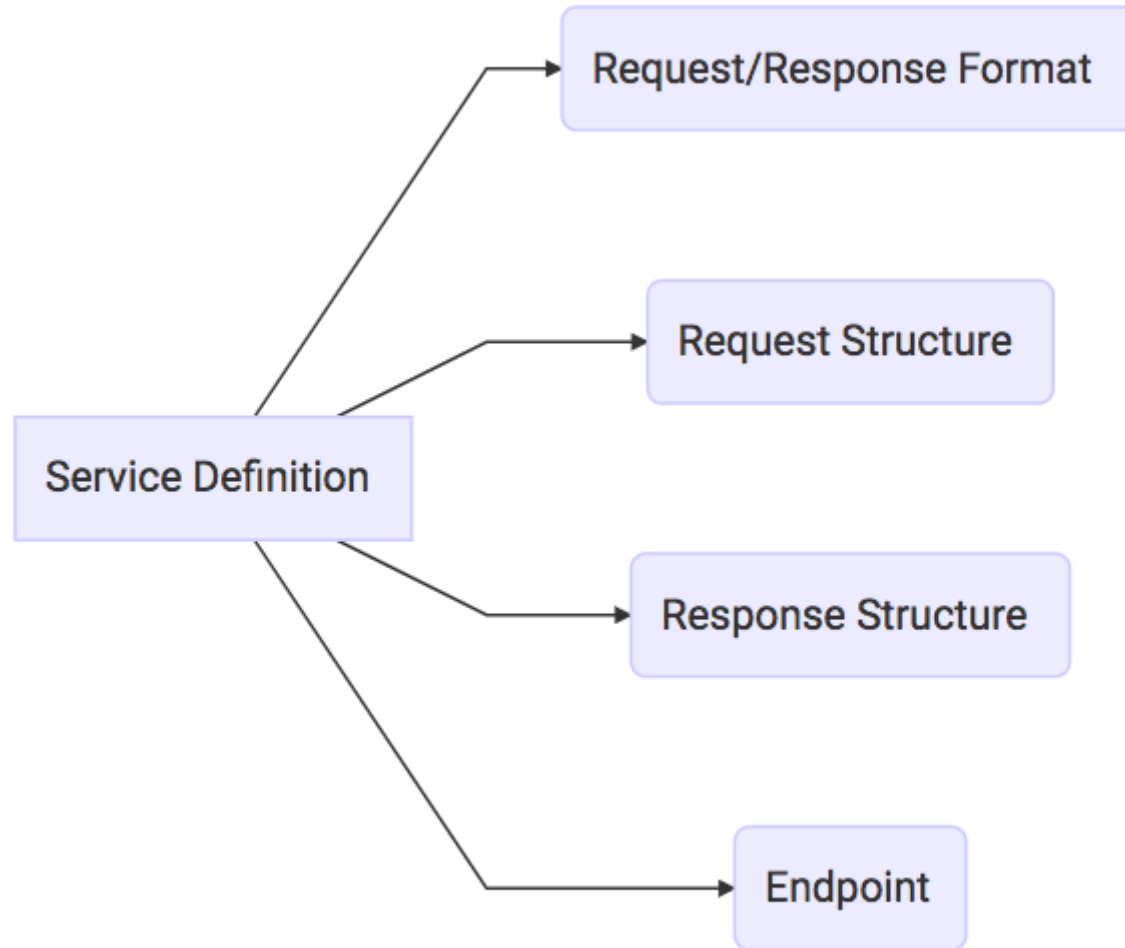 Request/Response Format
Request Structure
Service Definition
Response Structure
Endpoint